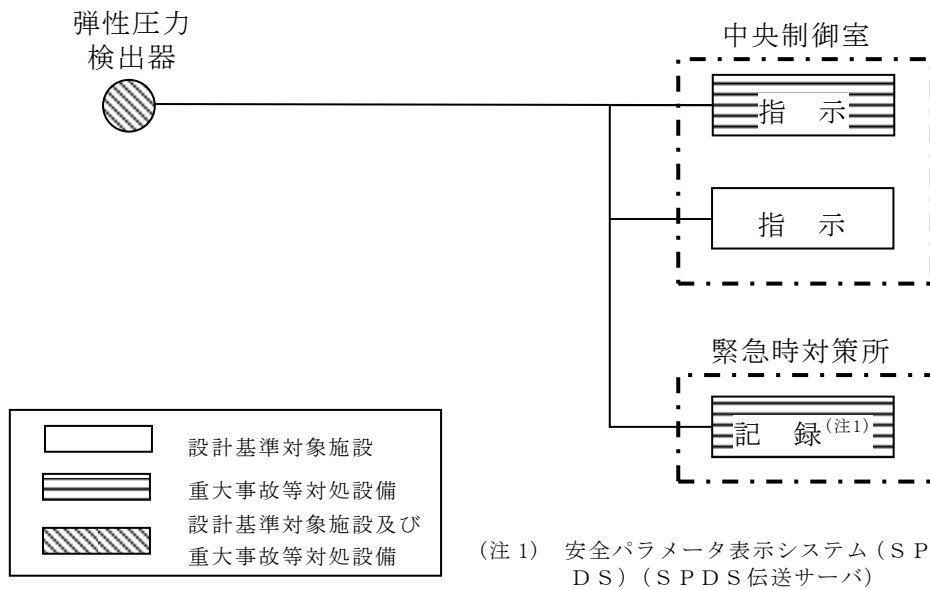 弾性圧力
検出器
中央制御室
指　示
指　示
緊急時対策所
記　録(注1)
設計基準対象施設
重大事故等対処設備
設計基準対象施設及び
重大事故等対処設備
(注 1)　安全パラメータ表示システム（ＳＰ
ＤＳ）（ＳＰＤＳ伝送サーバ）